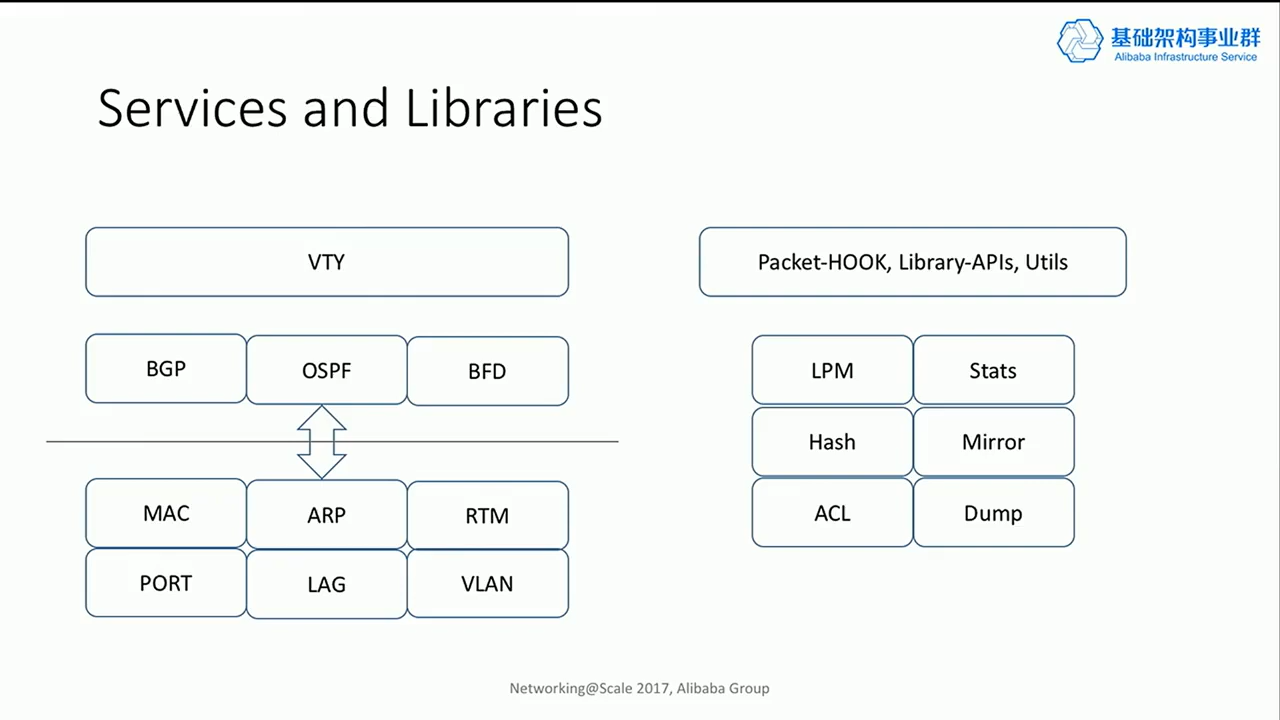 基础架构事业群
Alibaba Infrastructure Service
Services and Libraries
VTY
BGP
OSPF
BFD
MAC
ARP
RTM
PORT
LAG
VLAN
Packet-HOOK, Library-APIs, Utils
LPM
Stats
Hash
Mirror
ACL
Dump
Networking@Scale 2017, Alibaba Group